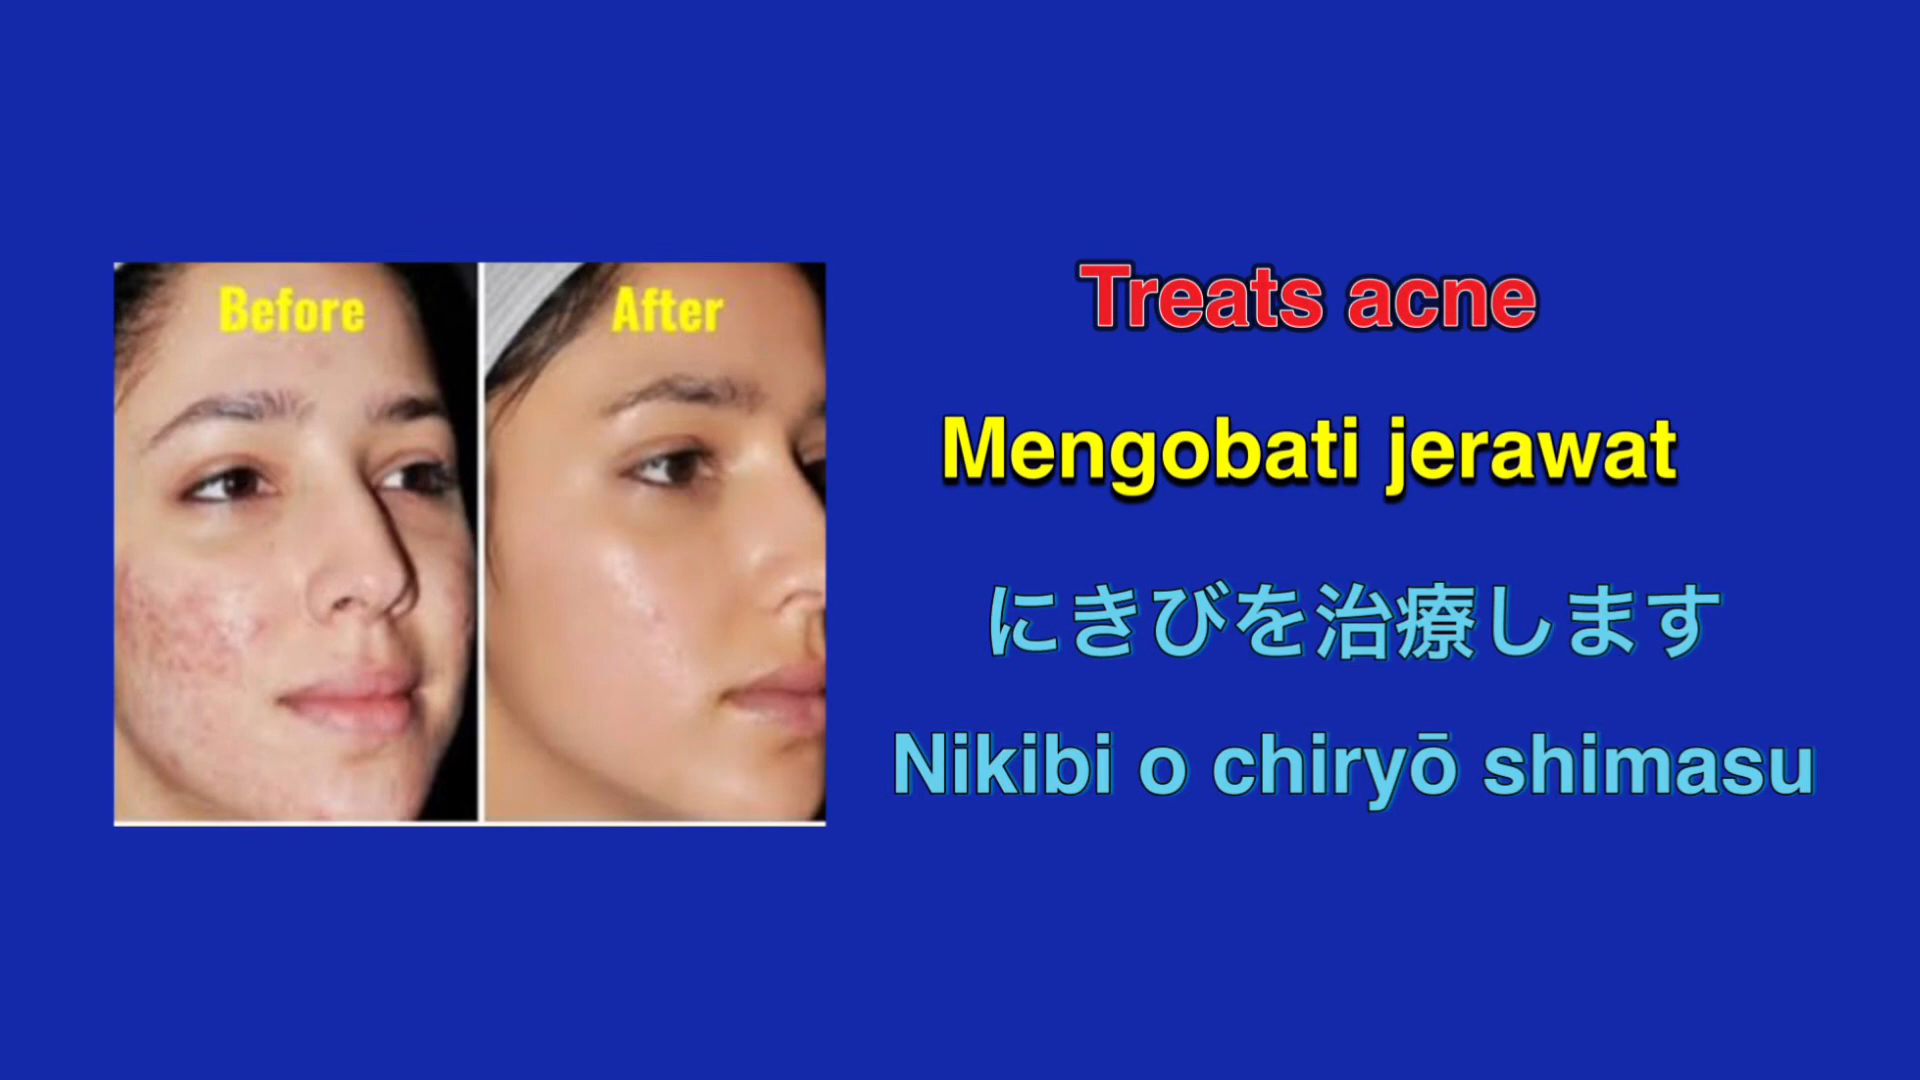 Before
After
Treats acne
Mengobati jerawat
にきびを治療します
Nikibi o chiryō shimasu